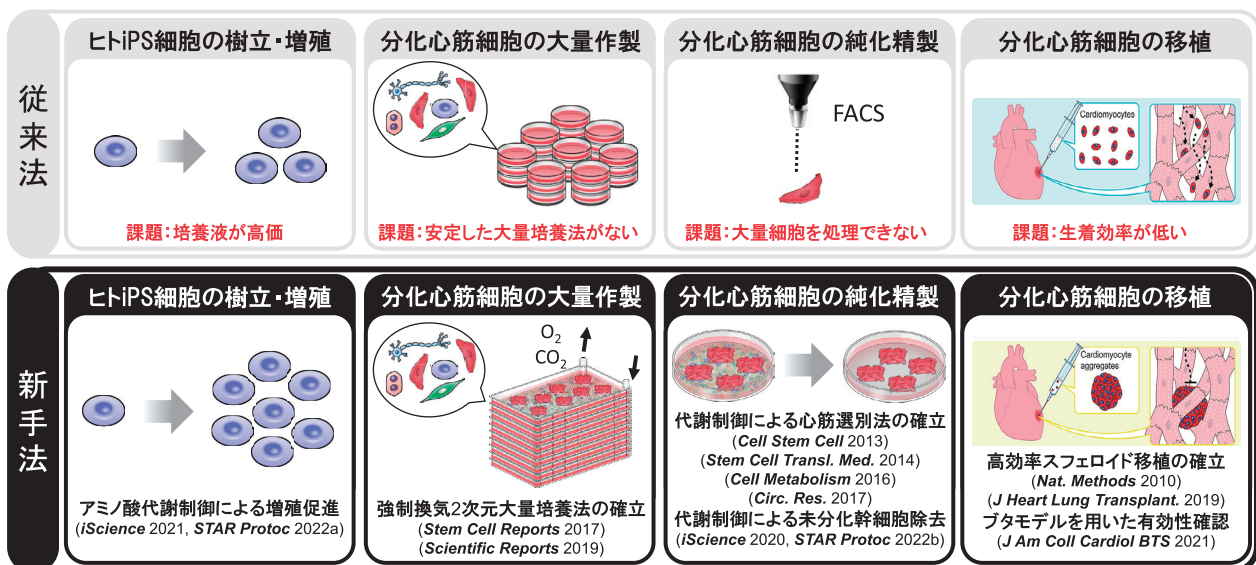 従来法
ヒトiPS細胞の樹立・増殖
課題：培養液が高価
分化心筋細胞の大量作製
課題：安定した大量培養法がない
分化心筋細胞の純化精製
FACS
課題：大量細胞を処理できない
分化心筋細胞の移植
Cardiomyocytes
課題：生着効率が低い
新手法
ヒトiPS細胞の樹立・増殖
アミノ酸代謝制御による増殖促進
(iScience 2021, STAR Protoc 2022a)
分化心筋細胞の大量作製
O2
CO2
強制換気2次元大量培養法の確立
(Stem Cell Reports 2017)
(Scientific Reports 2019)
分化心筋細胞の純化精製
代謝制御による心筋選別法の確立
(Cell Stem Cell 2013)
(Stem Cell Transl. Med. 2014)
(Cell Metabolism 2016)
(Circ. Res. 2017)
代謝制御による未分化幹細胞除去
(iScience 2020, STAR Protoc 2022b)
分化心筋細胞の移植
Cardiomyocyte
aggregates
高効率スフェロイド移植の確立
(Nat. Methods 2010)
(J Heart Lung Transplant. 2019)
ブタモデルを用いた有効性確認
(J Am Coll Cardiol BTS 2021)